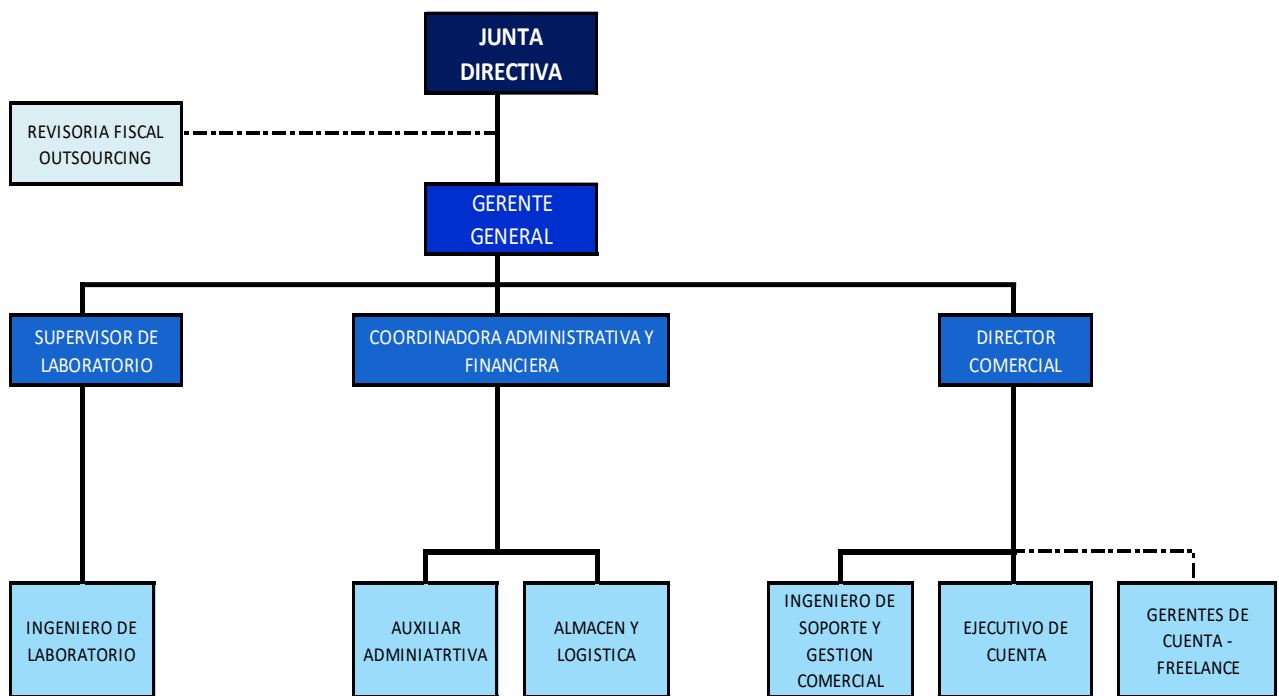 JUNTA
DIRECTIVA
REVISORIA FISCAL
OUTSOURCING
GERENTE
GENERAL
SUPERVISOR DE
LABORATORIO
COORDINADORA ADMINISTRATIVA Y
FINANCIERA
DIRECTOR
COMERCIAL
INGENIERO DE
LABORATORIO
AUXILIAR
ADMINIATRTIVA
ALMACEN Y
LOGISTICA
INGENIERO DE
SOPORTE Y
GESTION
COMERCIAL
EJECUTIVO DE
CUENTA
GERENTES DE
CUENTA -
FREELANCE